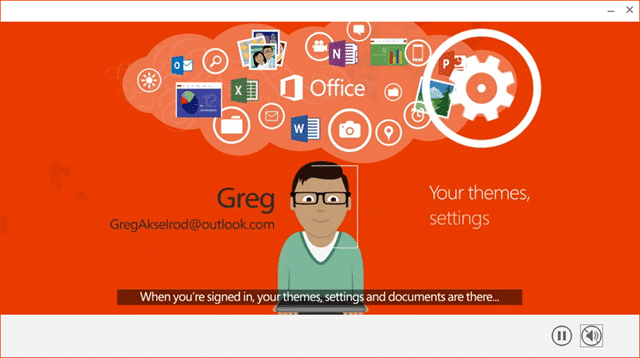 Office
O
N
P
X
12
W
Greg
GregAkselrod@outlook.com
Your themes,
settings
When you're signed in, your themes, settings and documents are there...